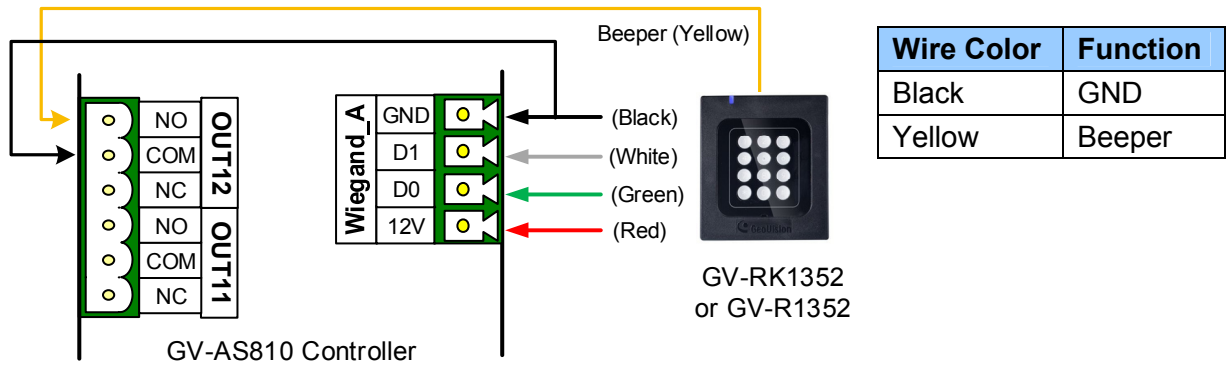 Beeper (Yellow)
NO
COM
NC
OUT12
NO
COM
NC
OUT11
Wiegand_A
GND
D1
D0
12V
(Black)
(White)
(Green)
(Red)
GeoVision
GV-RK1352
or GV-R1352
GV-AS810 Controller
Wire Color Function
Black GND
Yellow Beeper